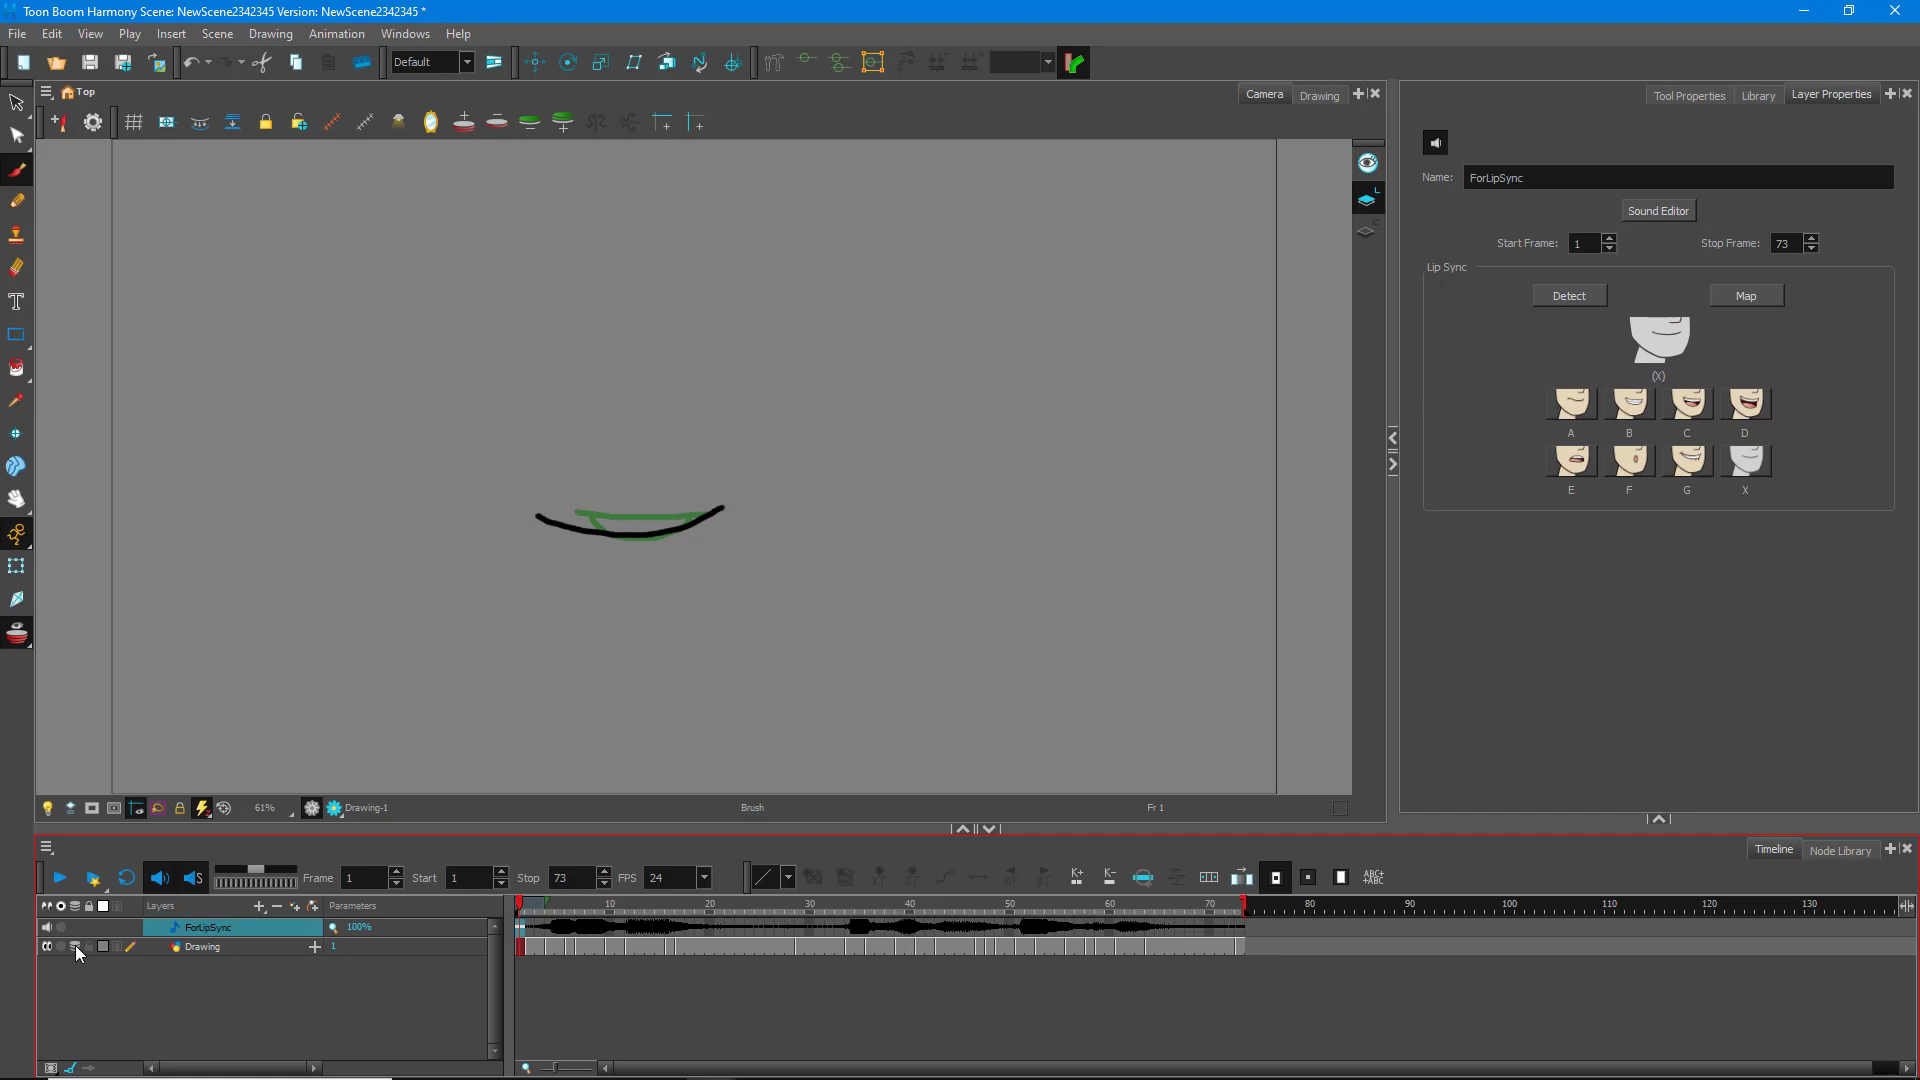 Toon Boom Harmony Scene: NewScene2342345 Version: NewScene2342345 *
File Edit View Play Insert Scene Drawing Animation Windows Help
Default
Top
Camera Drawing
Tool Properties Library Layer Properties
Name: ForLipSync
Sound Editor
Start Frame: 1 Stop Frame: 73
Lip Sync
Detect Map
(X)
A B C D
E F G X
61% Drawing-1 Brush Fr 1
Timeline Node Library
Frame 1 Start 1 Stop 73 FPS 24 ABC+ ABC
Layers Parameters 10 20 30 40 50 60 70 80 90 100 110 120 130
ForLipSync 100%
Drawing 1